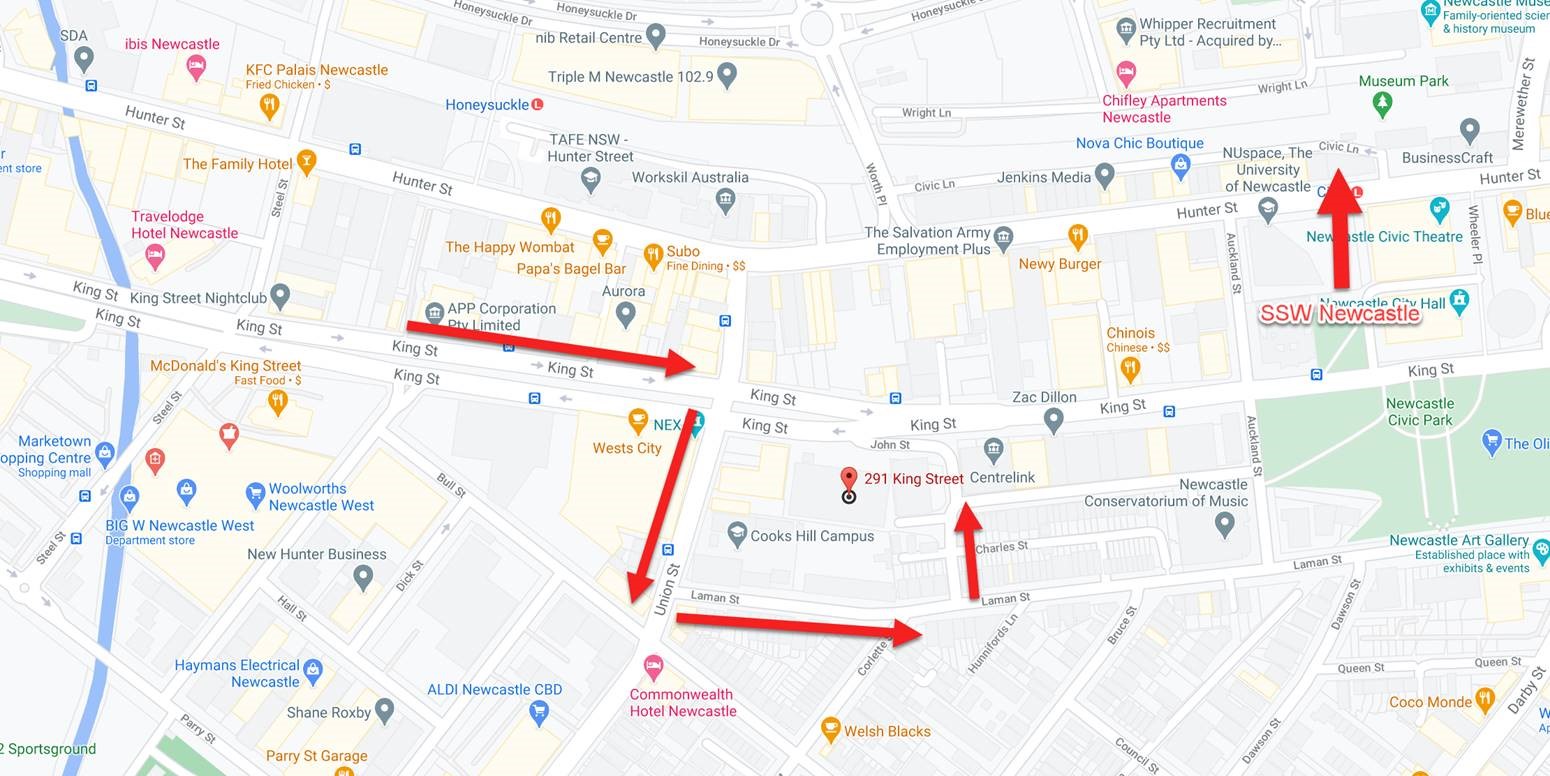 Honeysuckle Dr
Honeysuckle Dr
Honeysuckle Dr
Honeysuckle Dr
Newcastle Muse
Family-oriented scien
& history museum
SDA
ibis Newcastle
nib Retail Centre
Whipper Recruitment
Pty Ltd - Acquired by...
KFC Palais Newcastle
Fried Chicken • $
Triple M Newcastle 102.9
Chifley Apartments
Newcastle
Wright Ln
Museum Park
Merewether St
Honeysuckle L
Wright Ln
Hunter St
TAFE NSW -
Hunter Street
Nova Chic Boutique
Civic Ln
BusinessCraft
r
ent store
The Family Hotel
Hunter St
Workskil Australia
Worth Pl
Civic Ln
Jenkins Media
NUspace, The
University
of Newcastle
L
Hunter St
Steel St
Hunter St
Travelodge
Hotel Newcastle
The Happy Wombat
Papa's Bagel Bar
Subo
Fine Dining • $$
The Salvation Army
Employment Plus
Newy Burger
Auckland St
Newcastle Civic Theatre
Wheeler Pl
Blue
King St
King Street Nightclub
Aurora
APP Corporation
Pty Limited
Newcastle City Hall
SSW Newcastle
King St
King St
King St
King St
King St
King St
Chinois
Chinese • $$
McDonald's King Street
Fast Food • $
King St
King St
King St
King St
King St
Zac Dillon
Newcastle
Civic Park
Steel St
NEX
Wests City
John St
Auckland St
Marketown
opping Centre
Shopping mall
The Oli
291 King Street
Centrelink
Bull St
Woolworths
Newcastle West
Newcastle
Conservatorium of Music
BIG W Newcastle West
Department store
Cooks Hill Campus
Charles St
Newcastle Art Gallery
Established place with
exhibits & events
Steel St
New Hunter Business
Dick St
Union St
Laman St
Laman St
Laman St
Hall St
Dawson St
Bruce St
Hunnifords Ln
Haymans Electrical
Newcastle
Queen St
Queen St
ALDI Newcastle CBD
Commonwealth
Hotel Newcastle
Coco Monde
Darby St
Shane Roxby
Parry St
Welsh Blacks
Council St
Dawson St
2 Sportsground
Parry St Garage